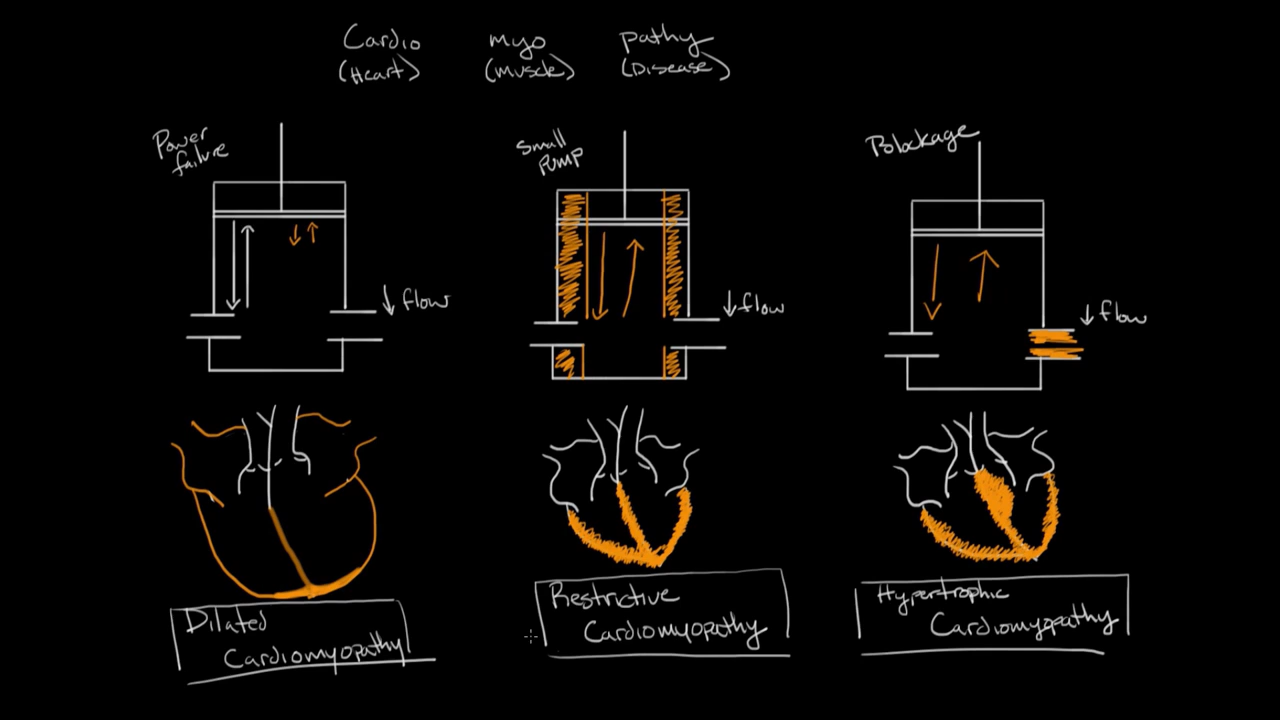 Cardio myo pathy
(Heart) (Muscle) (Disease)
Power
failure
↓ flow
Small
Pump
↓ flow
Blockage
↓ flow
Dilated
Cardiomyopathy
Restrictive
Cardiomyopathy
Hypertrophic
Cardiomyopathy